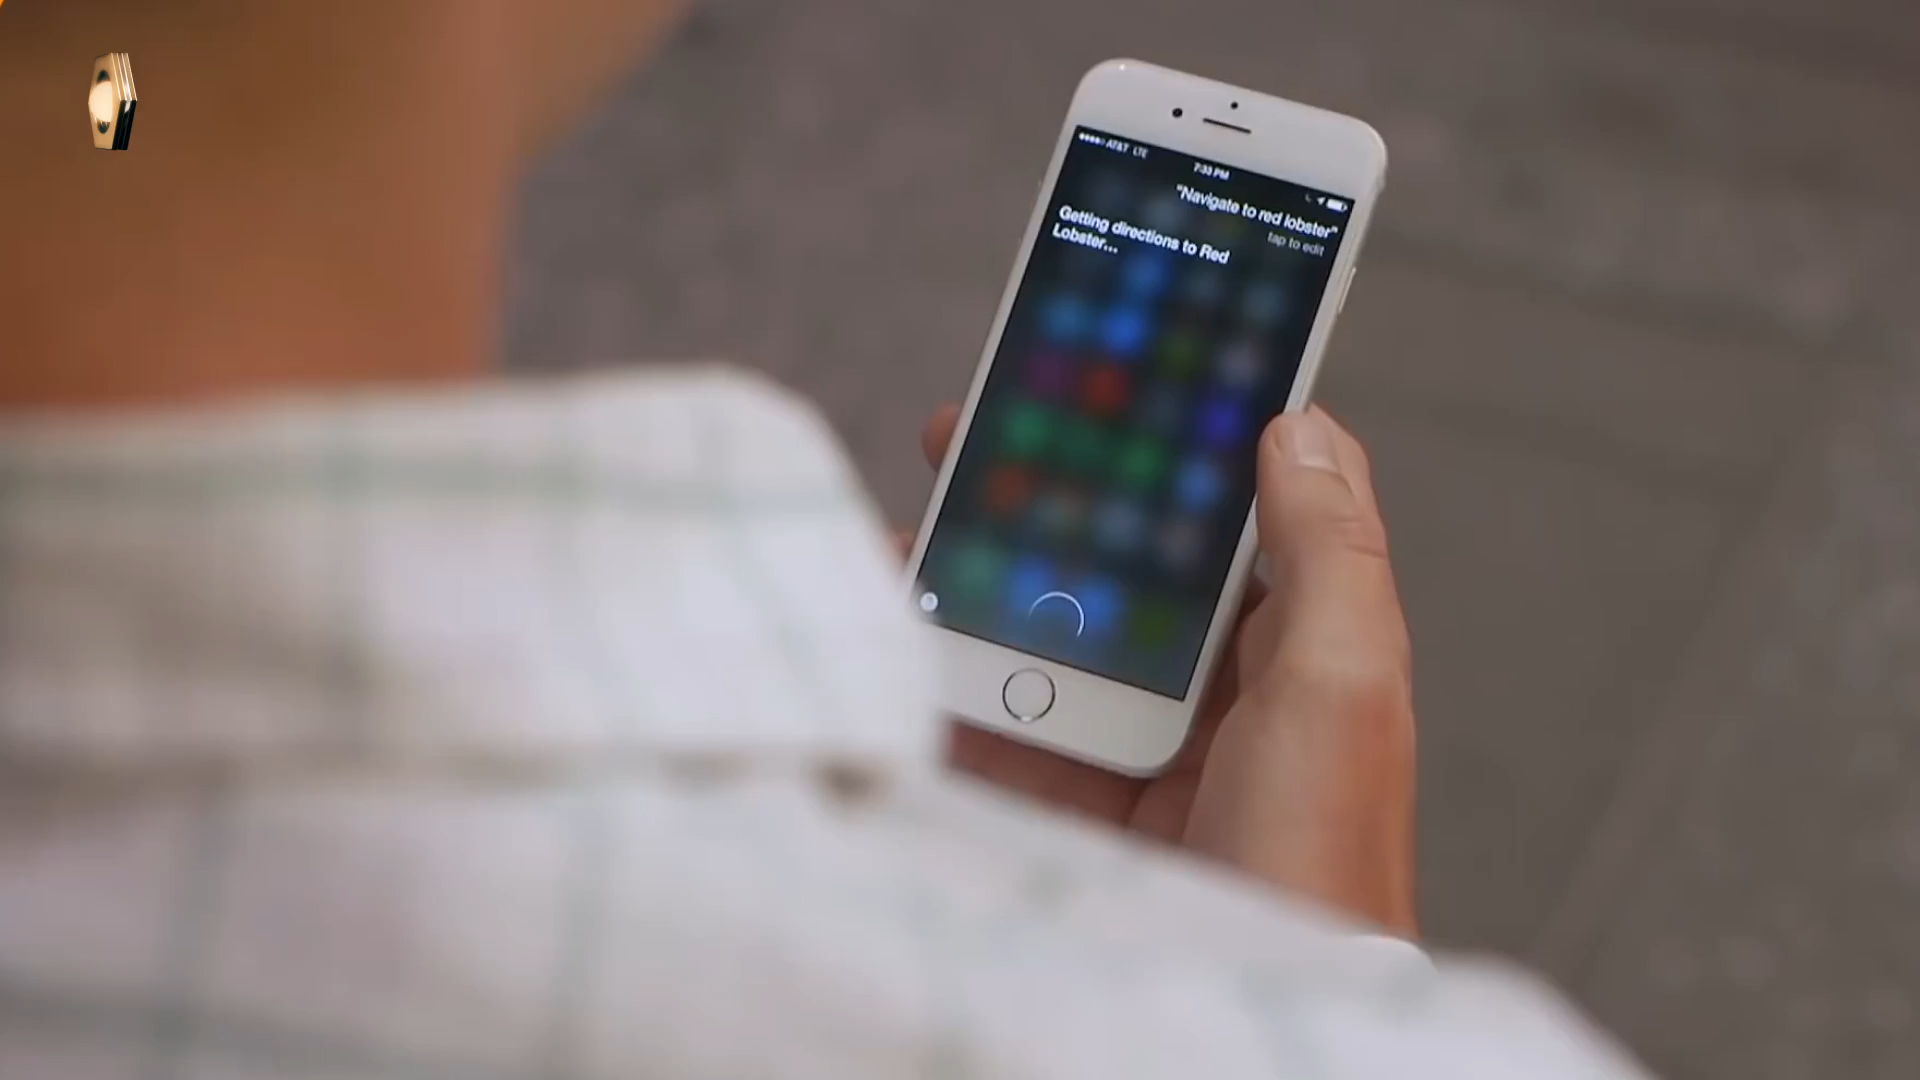 AT&T LTE
7:33 PM
"Navigate to red lobster"
tap to edit
Getting directions to Red
Lobster...